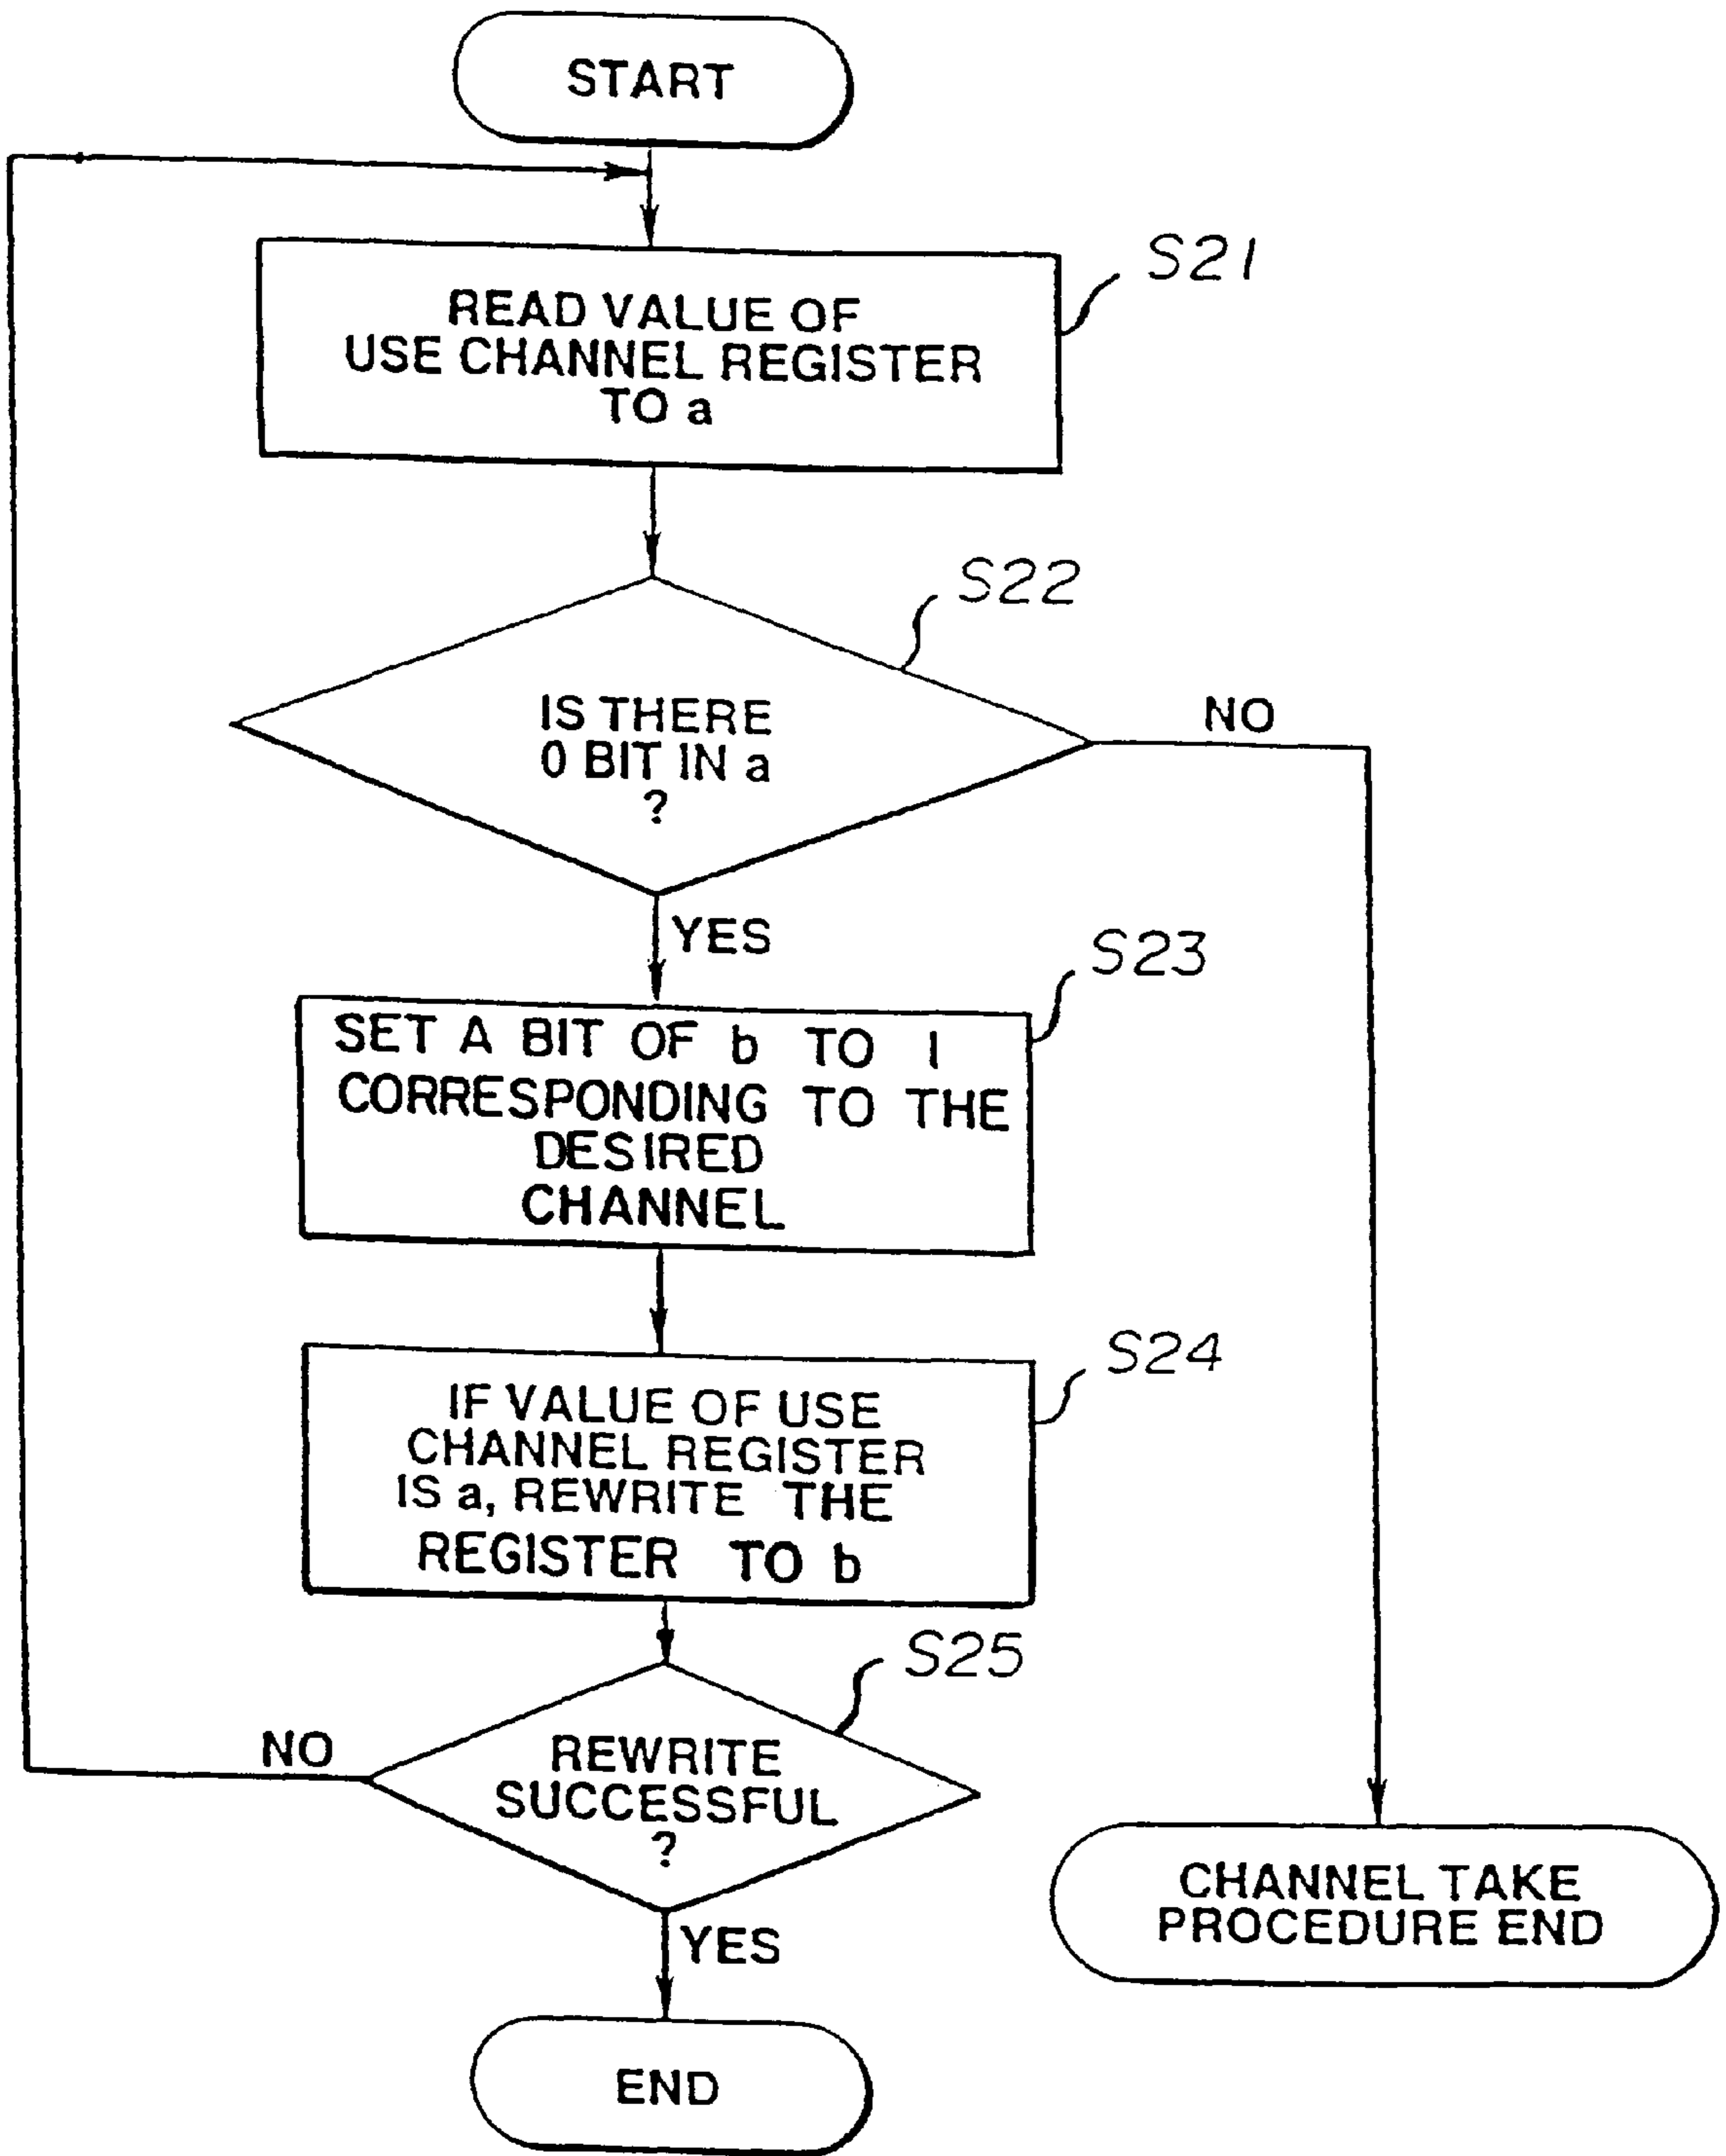 START
S21
READ VALUE OF
USE CHANNEL REGISTER
TO a
S22
IS THERE
0 BIT IN a
?
NO
YES
S23
SET A BIT OF b TO 1
CORRESPONDING TO THE
DESIRED
CHANNEL
S24
IF VALUE OF USE
CHANNEL REGISTER
IS a, REWRITE THE
REGISTER TO b
S25
NO
REWRITE
SUCCESSFUL
?
YES
CHANNEL TAKE
PROCEDURE END
END